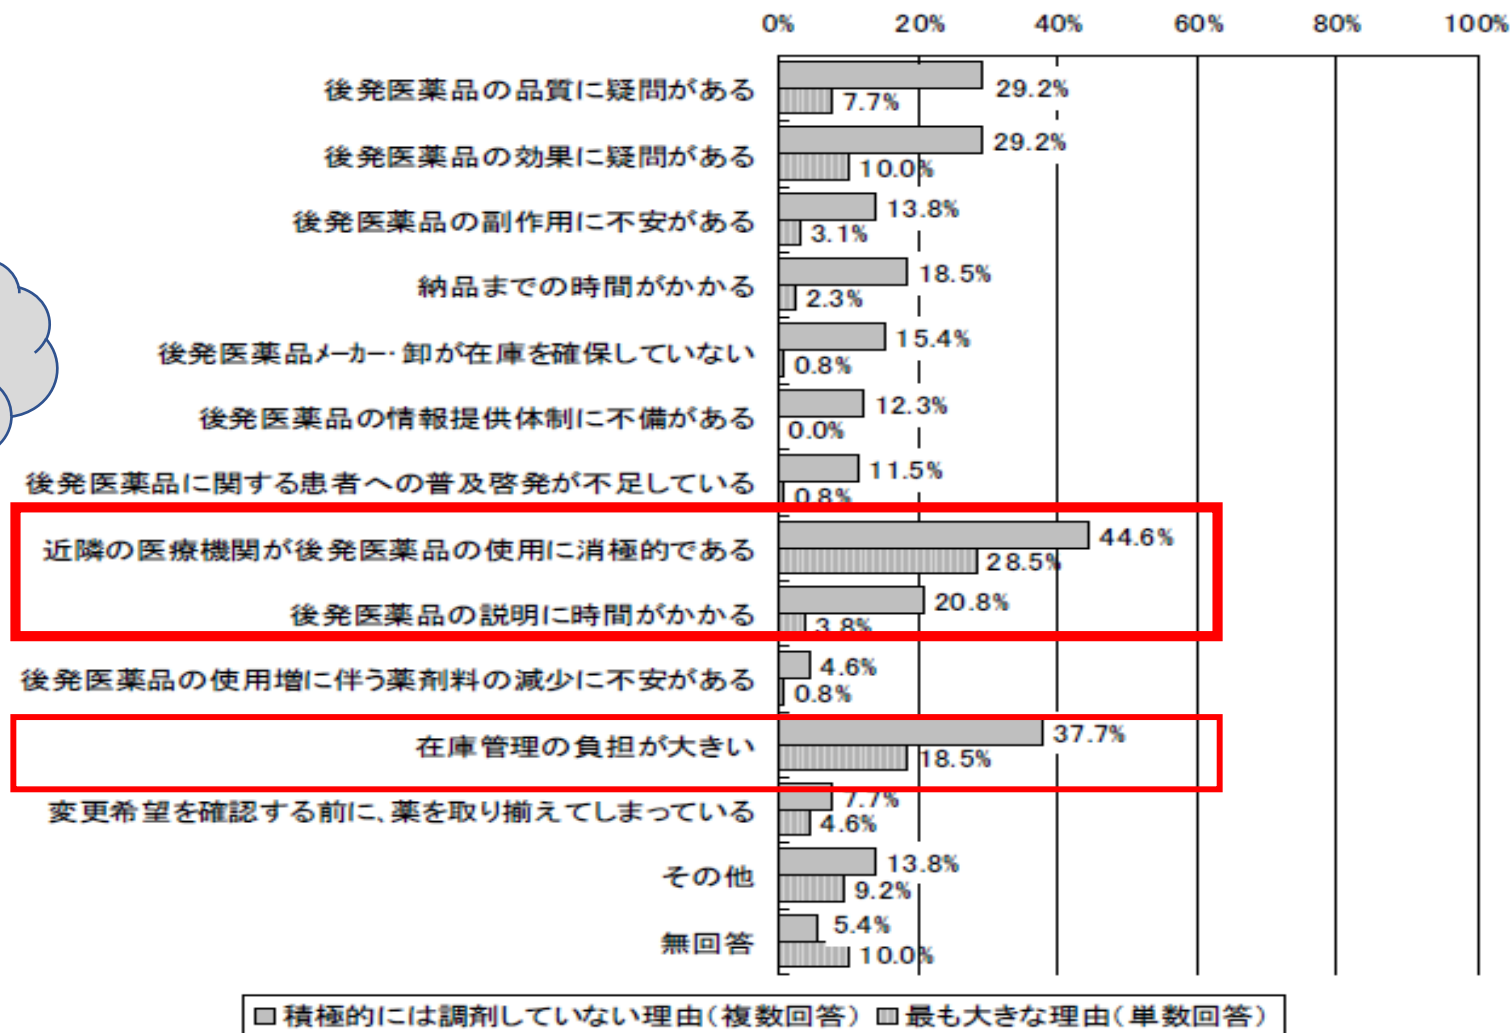 0% 20% 40% 60% 80% 100%
後発医薬品の品質に疑問がある 29.2%
7.7%
後発医薬品の効果に疑問がある 29.2%
10.0%
後発医薬品の副作用に不安がある 13.8%
3.1%
納品までの時間がかかる 18.5%
2.3%
後発医薬品メーカー・卸が在庫を確保していない 15.4%
0.8%
後発医薬品の情報提供体制に不備がある 12.3%
0.0%
後発医薬品に関する患者への普及啓発が不足している 11.5%
0.8%
近隣の医療機関が後発医薬品の使用に消極的である 44.6%
28.5%
後発医薬品の説明に時間がかかる 20.8%
3.8%
後発医薬品の使用増に伴う薬剤料の減少に不安がある 4.6%
0.8%
在庫管理の負担が大きい 37.7%
18.5%
変更希望を確認する前に、薬を取り揃えてしまっている 7.7%
4.6%
その他 13.8%
9.2%
無回答 5.4%
10.0%
積極的には調剤していない理由(複数回答) 最も大きな理由(単数回答)